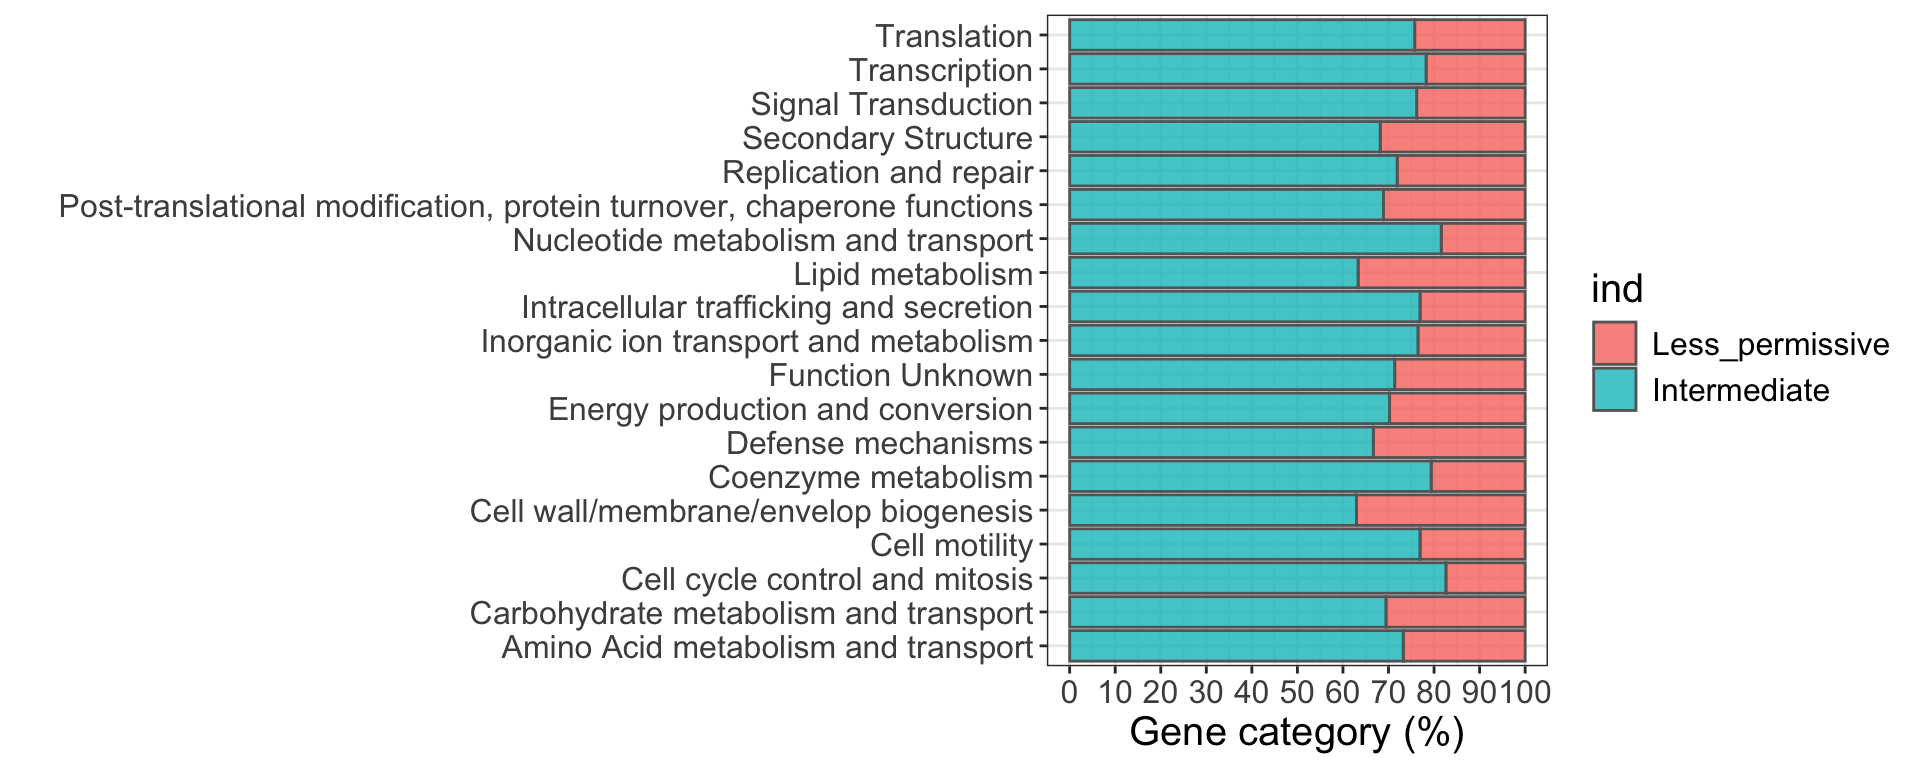 Translation
Transcription
Signal Transduction
Secondary Structure
Replication and repair
Post-translational modification, protein turnover, chaperone functions
Nucleotide metabolism and transport
Lipid metabolism
Intracellular trafficking and secretion
Inorganic ion transport and metabolism
Function Unknown
Energy production and conversion
Defense mechanisms
Coenzyme metabolism
Cell wall/membrane/envelop biogenesis
Cell motility
Cell cycle control and mitosis
Carbohydrate metabolism and transport
Amino Acid metabolism and transport
0 10 20 30 40 50 60 70 80 90 100
Gene category (%)
ind
Less_permissive
Intermediate